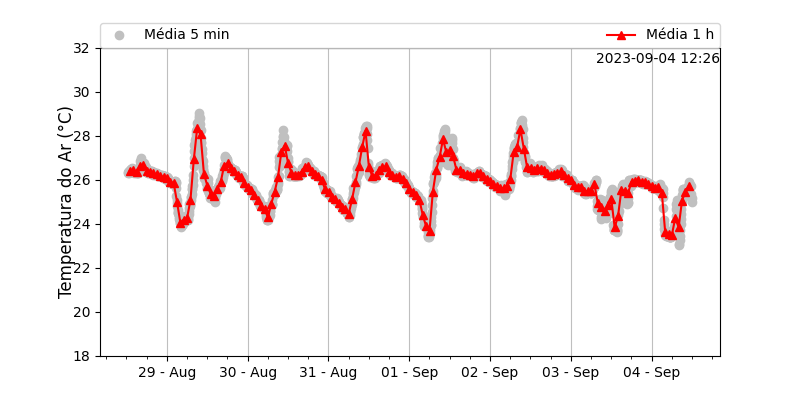 Média 5 min
Média 1 h
2023-09-04 12:26
Temperatura do Ar (°C)
32
30
28
26
24
22
20
18
29 - Aug
30 - Aug
31 - Aug
01 - Sep
02 - Sep
03 - Sep
04 - Sep